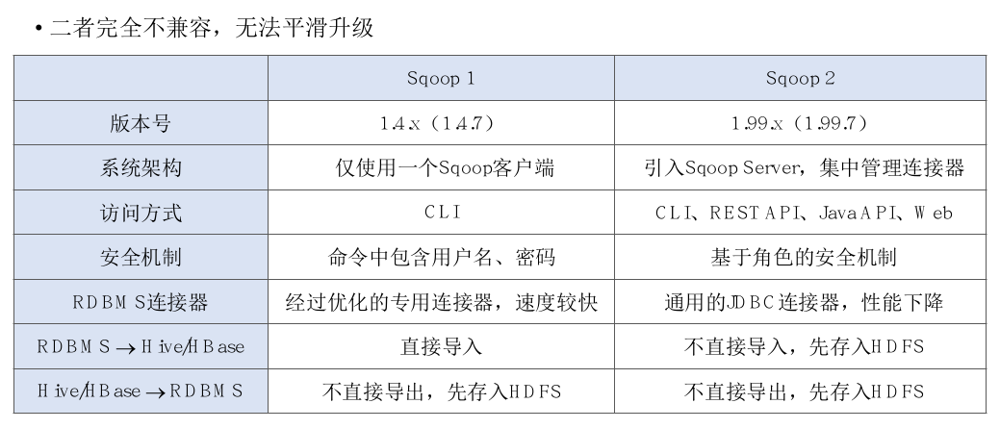 • 二者完全不兼容，无法平滑升级
Sqoop 1 Sqoop 2
版本号 1.4.x（1.4.7） 1.99.x（1.99.7）
系统架构 仅使用一个Sqoop客户端 引入Sqoop Server，集中管理连接器
访问方式 CLI CLI、REST API、Java API、Web
安全机制 命令中包含用户名、密码 基于角色的安全机制
RDBMS连接器 经过优化的专用连接器，速度较快 通用的JDBC连接器，性能下降
RDBMS→Hive/HBase 直接导入 不直接导入，先存入HDFS
Hive/HBase→RDBMS 不直接导出，先存入HDFS 不直接导出，先存入HDFS